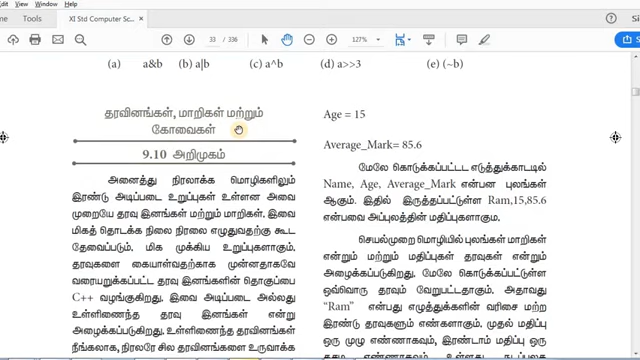 dit View Window Help
me Tools XI Std Computer Sc... × Sign In
33 / 336 127% S
(a) a&b (b) a|b (c) a^b (d) a>>3 (e) (~b)
தரவினங்கள், மாறிகள் மற்றும்
கோவைகள்
9.10 அறிமுகம்
அனைத்து நிரலாக்க மொழிகளிலும்
இரண்டு அடிப்படை உறுப்புகள் உள்ளன அவை
முறையே தரவு இனங்கள் மற்றும் மாறிகள், இவை
மிகத் தொடக்க நிலை நிரலை எழுதுவதற்கு கூட
தேவைப்படும். மிக முக்கிய உறுப்புகளாகும்.
தரவுகளை கையாள்வதற்காக முன்னதாகவே
வரையறுக்கப்பட்ட தரவு இனங்களின் தொகுப்பை
C++ வழங்குகிறது. இவை அடிப்படை அல்லது
உள்ளிணைந்த தரவு இனங்கள் என்று
அழைக்கப்படுகிறது. உள்ளிணைந்த தரவினங்கள்
நீங்கலாக, நிரலரே சில தரவினங்களை உருவாக்க
Age = 15
Average_Mark= 85.6
மேலே கொடுக்கப்பட்டட எடுத்துக்காட்டில்
Name, Age, Average_Mark என்பன புலங்கள்
ஆகும். இதில் இருத்தப்பட்டுள்ள Ram,15,85.6
என்பவை அப்புலத்தின் மதிப்புகளாகும்.
செயல்முறை மொழியில் புலங்கள் மாறிகள்
என்றும் மற்றும் மதிப்புகள் தரவுகள் என்றும்
அழைக்கப்படுகிறது. மேலே கொடுக்கப்பட்டுள்ள
ஒவ்வொரு தரவும் வேறுபட்டதாகும். அதாவது
“Ram” என்பது எழுத்துக்களின் வரிசை மற்ற
இரண்டு தரவுகளும் எண்களாகும். முதல் மதிப்பு
ஒரு முழு எண்ணாகவும், இரண்டாம் மதிப்பு ஒரு